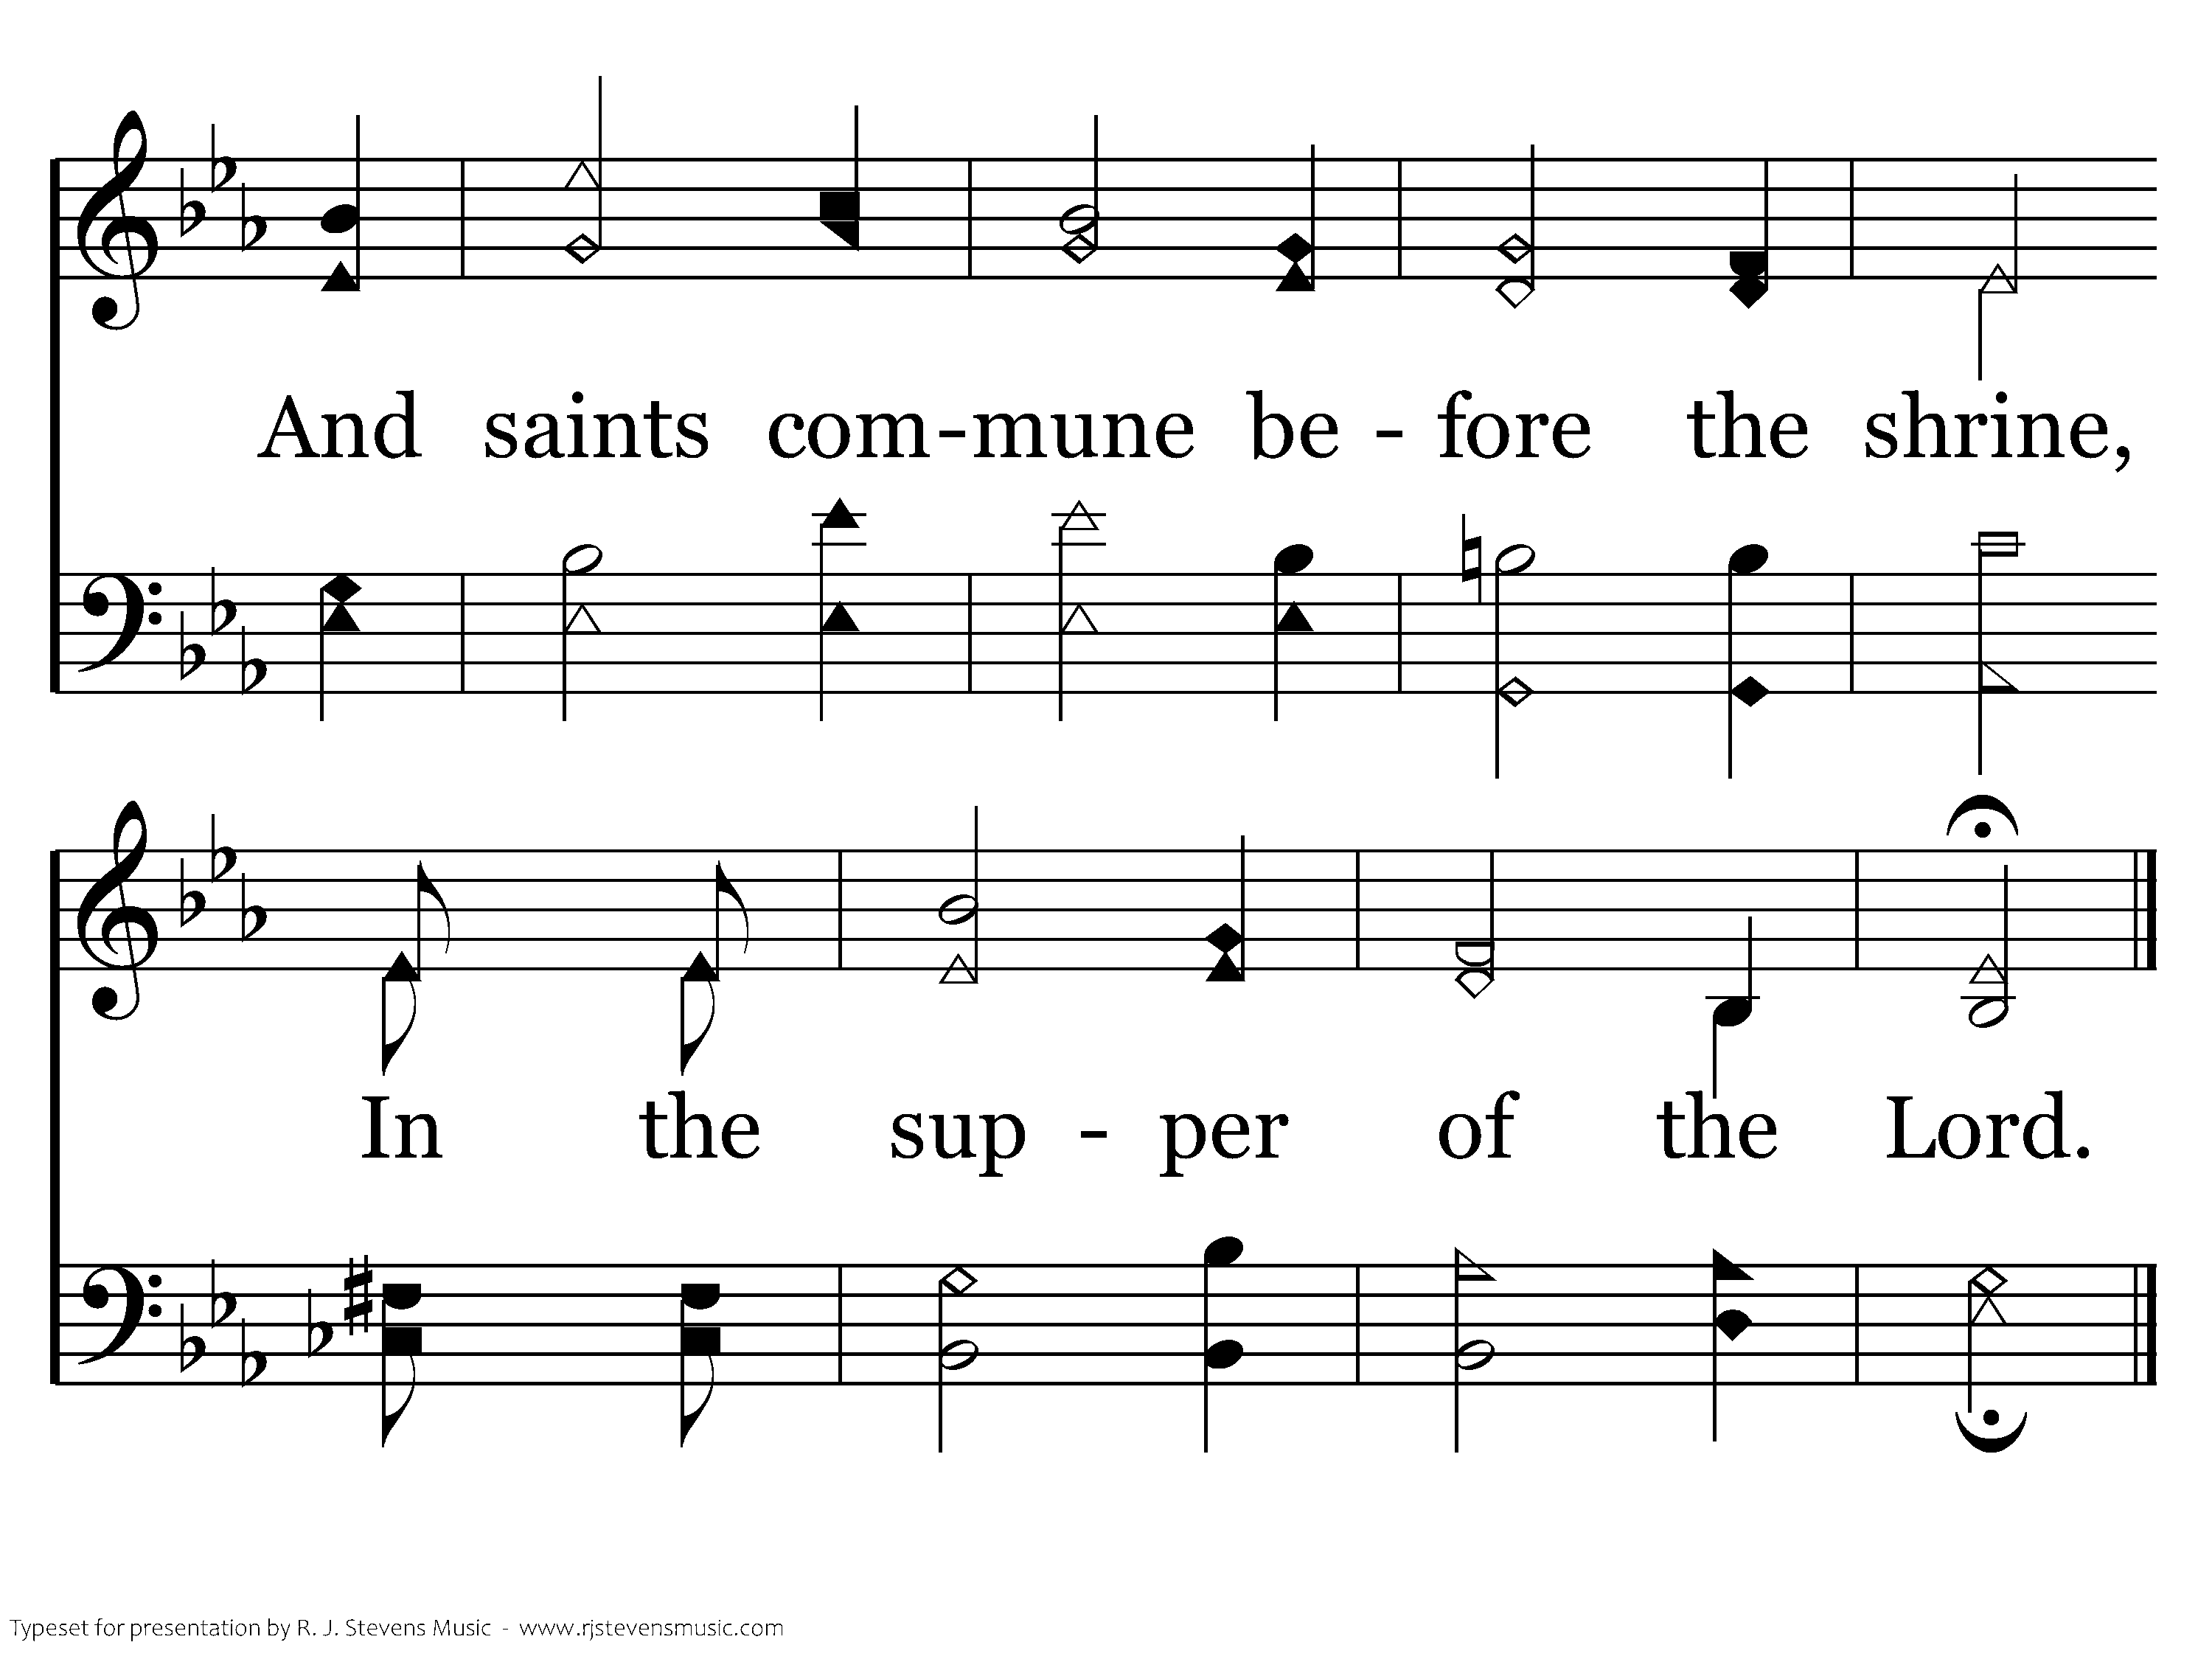 And saints com-mune be - fore the shrine,
In the sup - per of the Lord.
Typeset for presentation by R. J. Stevens Music - www.rjstevensmusic.com